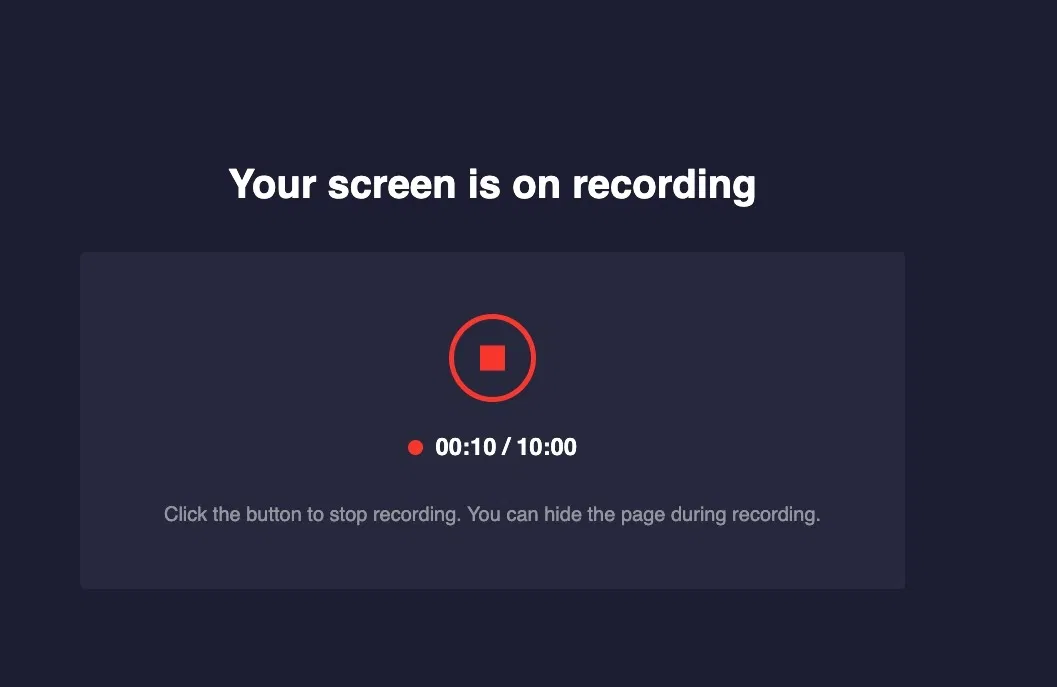 Your screen is on recording
00:10 / 10:00
Click the button to stop recording. You can hide the page during recording.